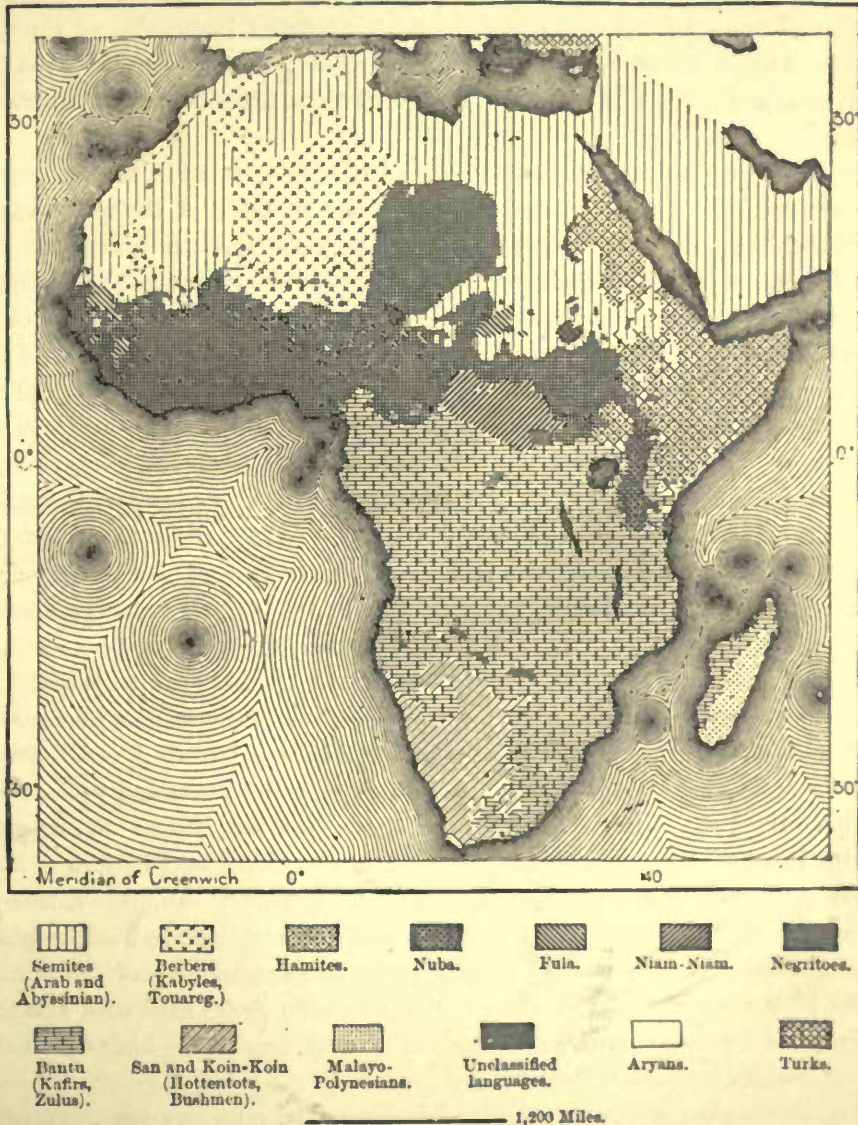 30° 30°
0° 0°
30° 30°
Meridian of Greenwich 0° 40
Semites
(Arab and
Abyssinian).
Berbers
(Kabyles,
Touareg.)
Hamites.
Nuba.
Fula.
Niam-Niam.
Negritoes.
Bantu
(Kafirs,
Zulus).
San and Koin-Koin
(Hottentots,
Bushmen).
Malayo-
Polynesians.
Unclassified
languages.
Aryans.
Turks.
1,200 Miles.